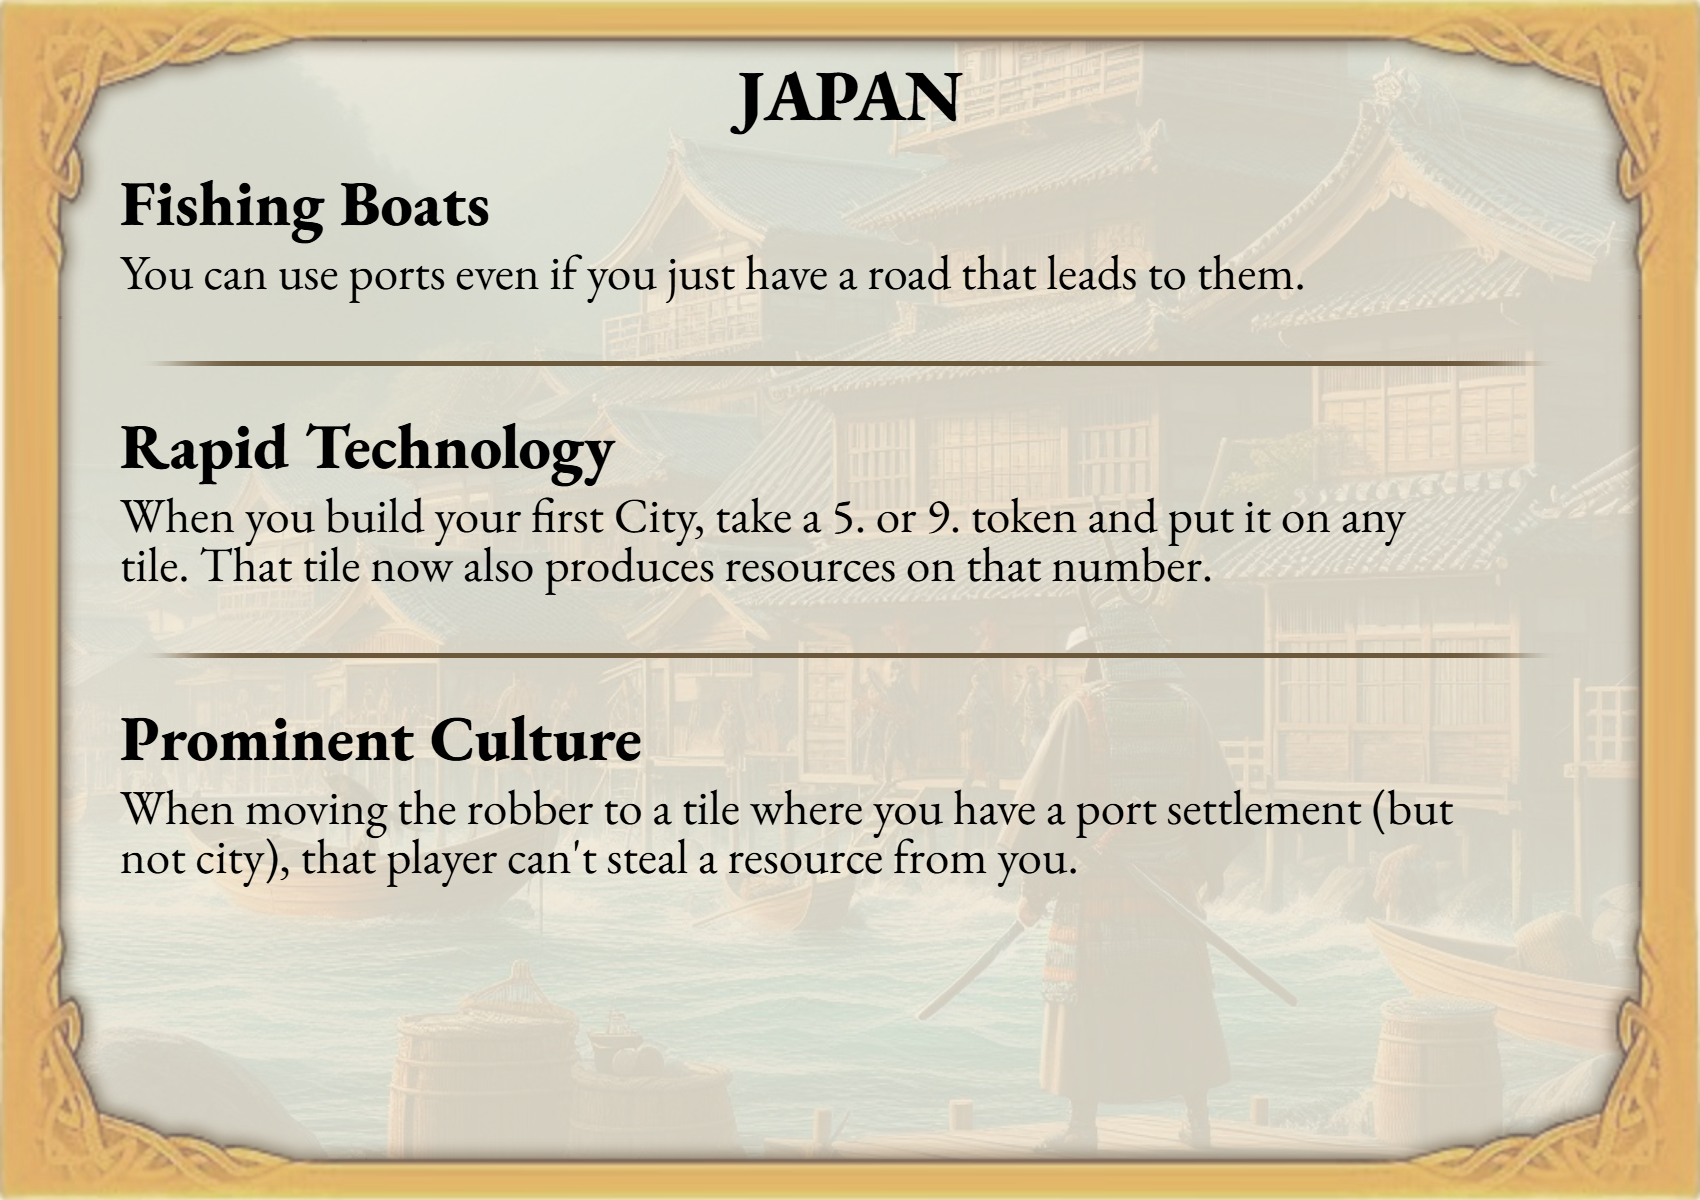 JAPAN
Fishing Boats
You can use ports even if you just have a road that leads to them.
Rapid Technology
When you build your first City, take a 5. or 9. token and put it on any
tile. That tile now also produces resources on that number.
Prominent Culture
When moving the robber to a tile where you have a port settlement (but
not city), that player can't steal a resource from you.